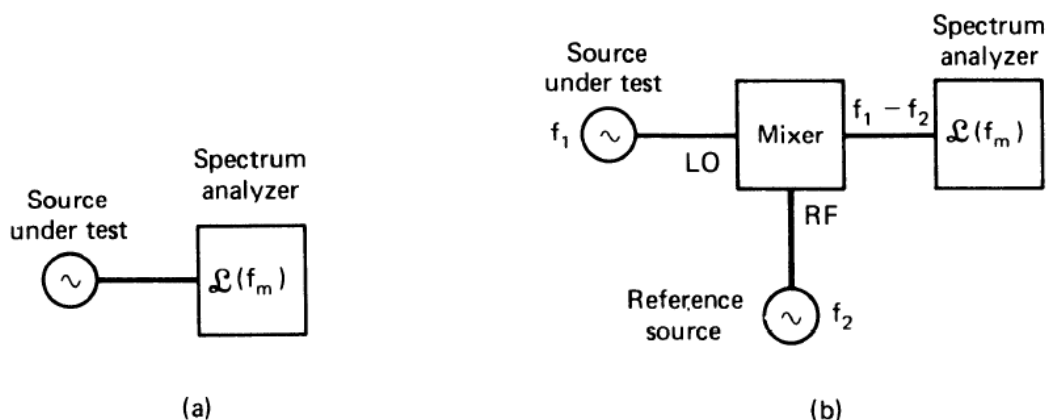 Source
under test
Spectrum
analyzer
∼
ℒ(fₘ)
(a)
Source
under test
f₁
∼
LO
Mixer
RF
f₁ − f₂
Spectrum
analyzer
ℒ(fₘ)
Reference
source
∼
f₂
(b)